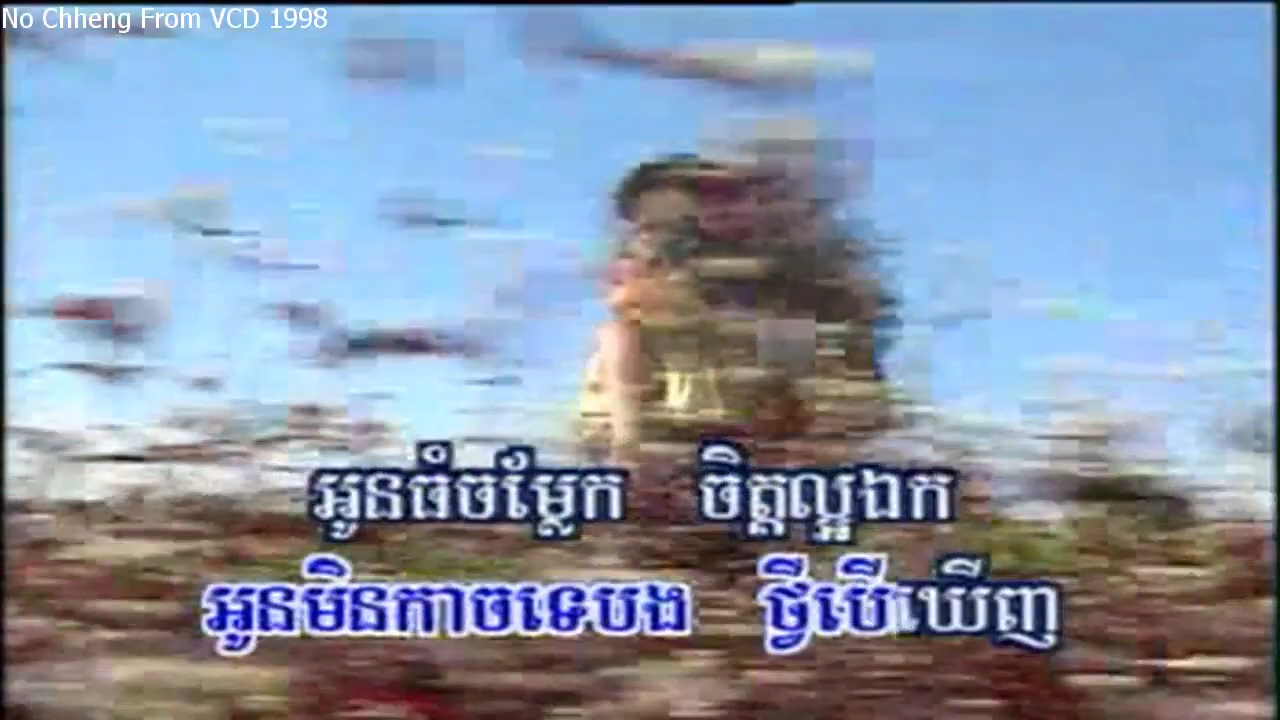 No Chheng From VCD 1998
អូនធំចម្លែក ចិត្តល្អឯក
អូនមិនកាចទេបង ថ្វីបើឃើញ